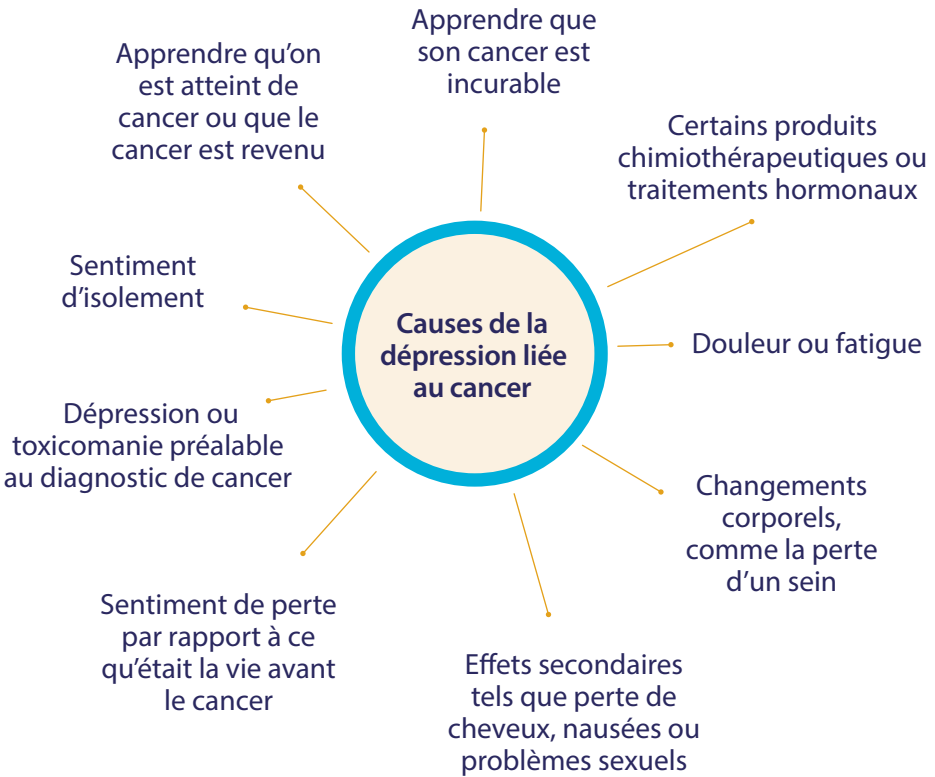 Apprendre que
son cancer est
incurable
Apprendre qu’on
est atteint de
cancer ou que le
cancer est revenu
Certains produits
chimiothérapeutiques ou
traitements hormonaux
Sentiment
d’isolement
Causes de la
dépression liée
au cancer
Douleur ou fatigue
Dépression ou
toxicomanie préalable
au diagnostic de cancer
Changements
corporels,
comme la perte
d’un sein
Sentiment de perte
par rapport à ce
qu’était la vie avant
le cancer
Effets secondaires
tels que perte de
cheveux, nausées ou
problèmes sexuels